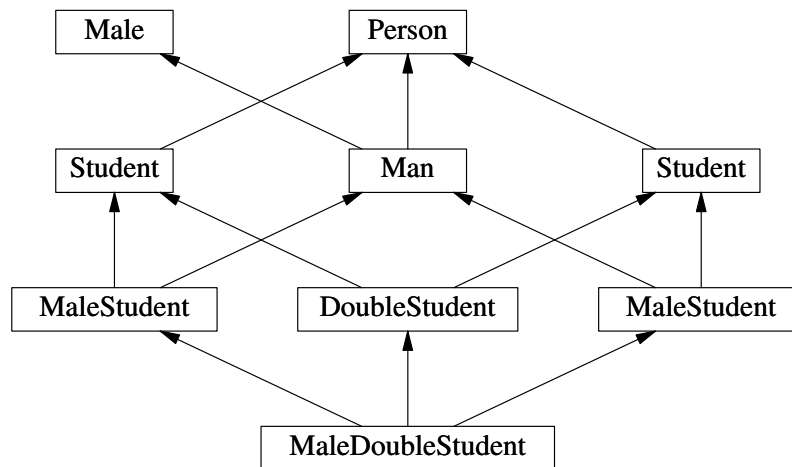 Male
Person
Student
Man
Student
MaleStudent
DoubleStudent
MaleStudent
MaleDoubleStudent